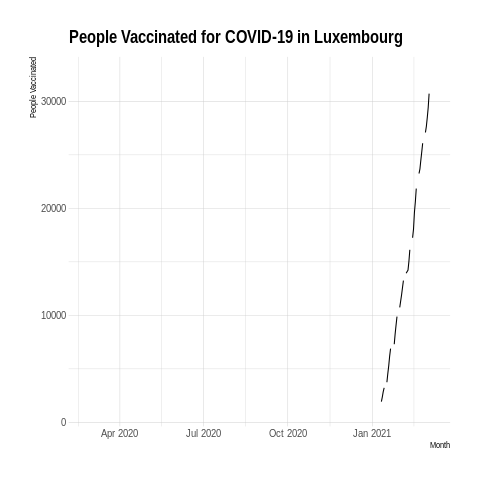 People Vaccinated for COVID-19 in Luxembourg
People Vaccinated
30000
20000
10000
0
Apr 2020 Jul 2020 Oct 2020 Jan 2021
Month